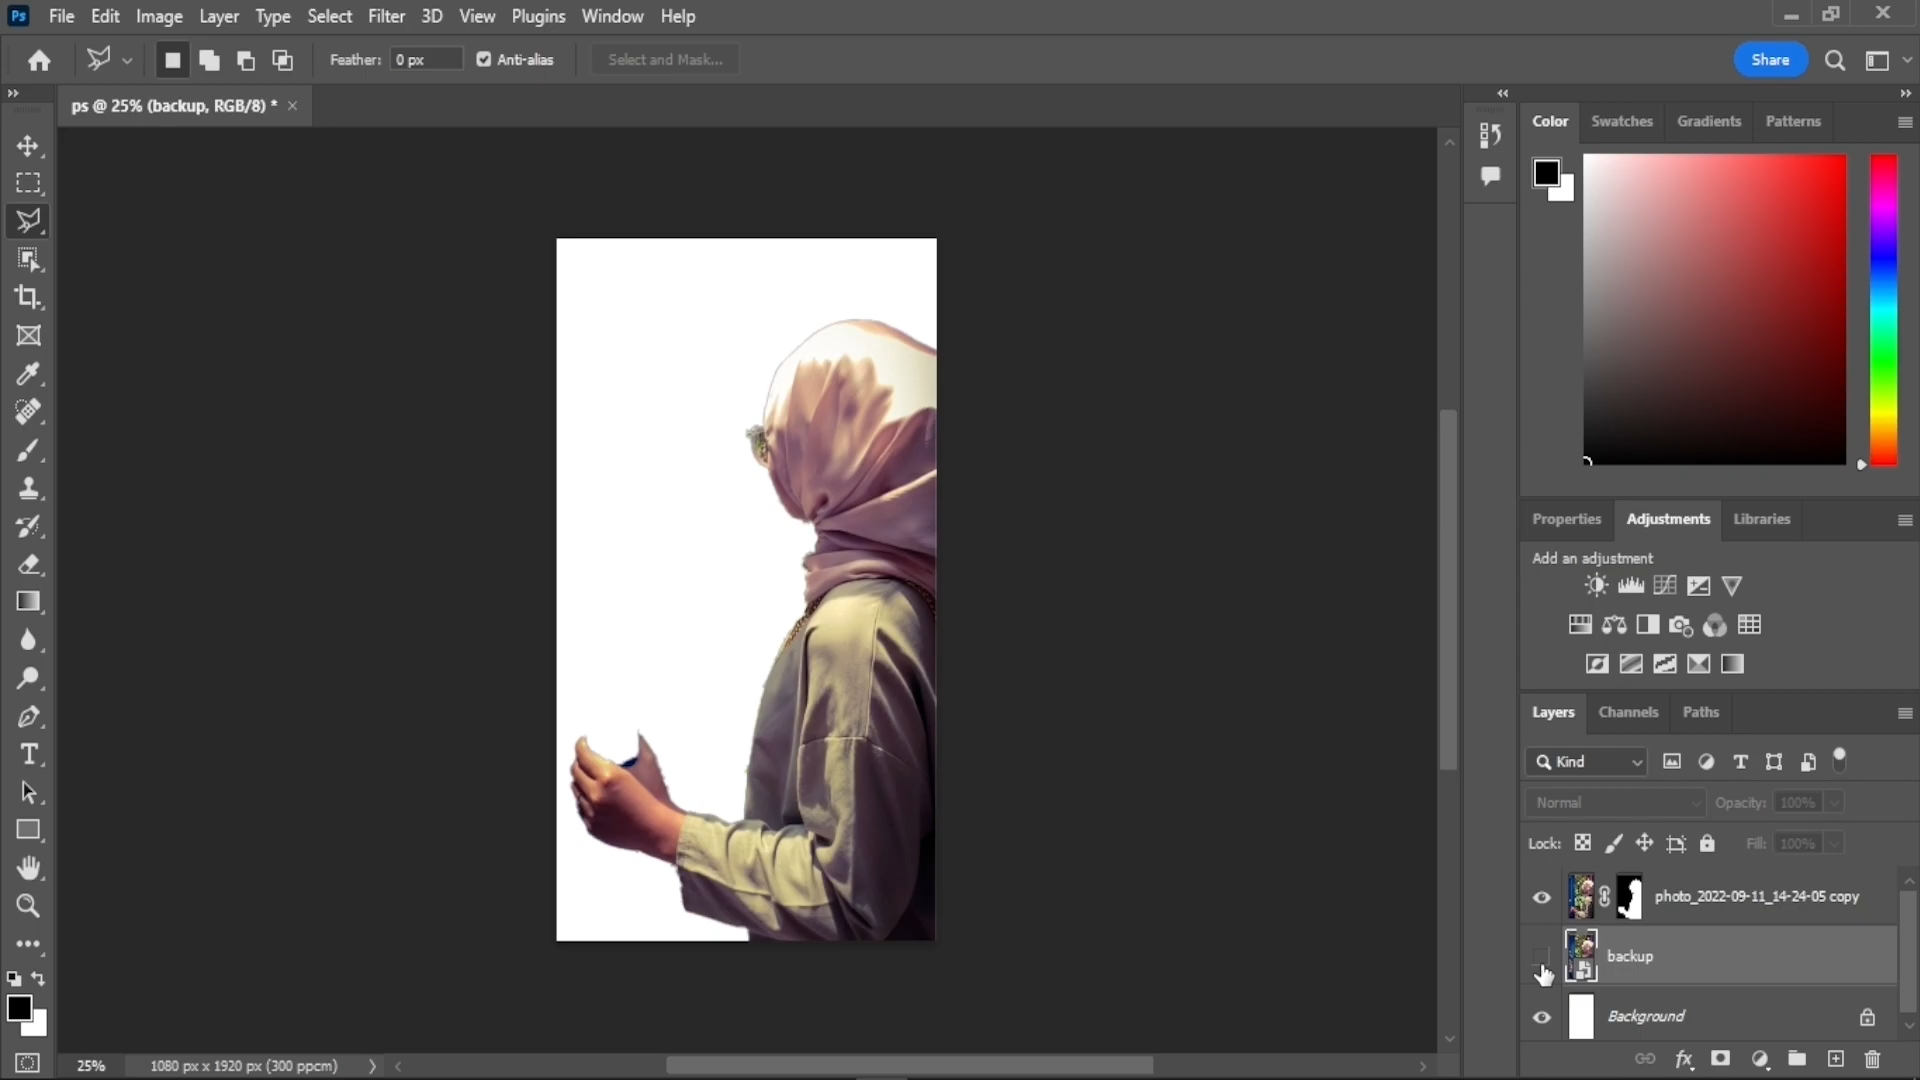 Ps File Edit Image Layer Type Select Filter 3D View Plugins Window Help
Feather: 0 px Anti-alias Select and Mask... Share
ps @ 25% (backup, RGB/8) *
Color Swatches Gradients Patterns
Properties Adjustments Libraries
Add an adjustment
Layers Channels Paths
Kind
Normal Opacity: 100%
Lock: Fill: 100%
photo_2022-09-11_14-24-05 copy
backup
Background
25% 1080 px x 1920 px (300 ppcm)